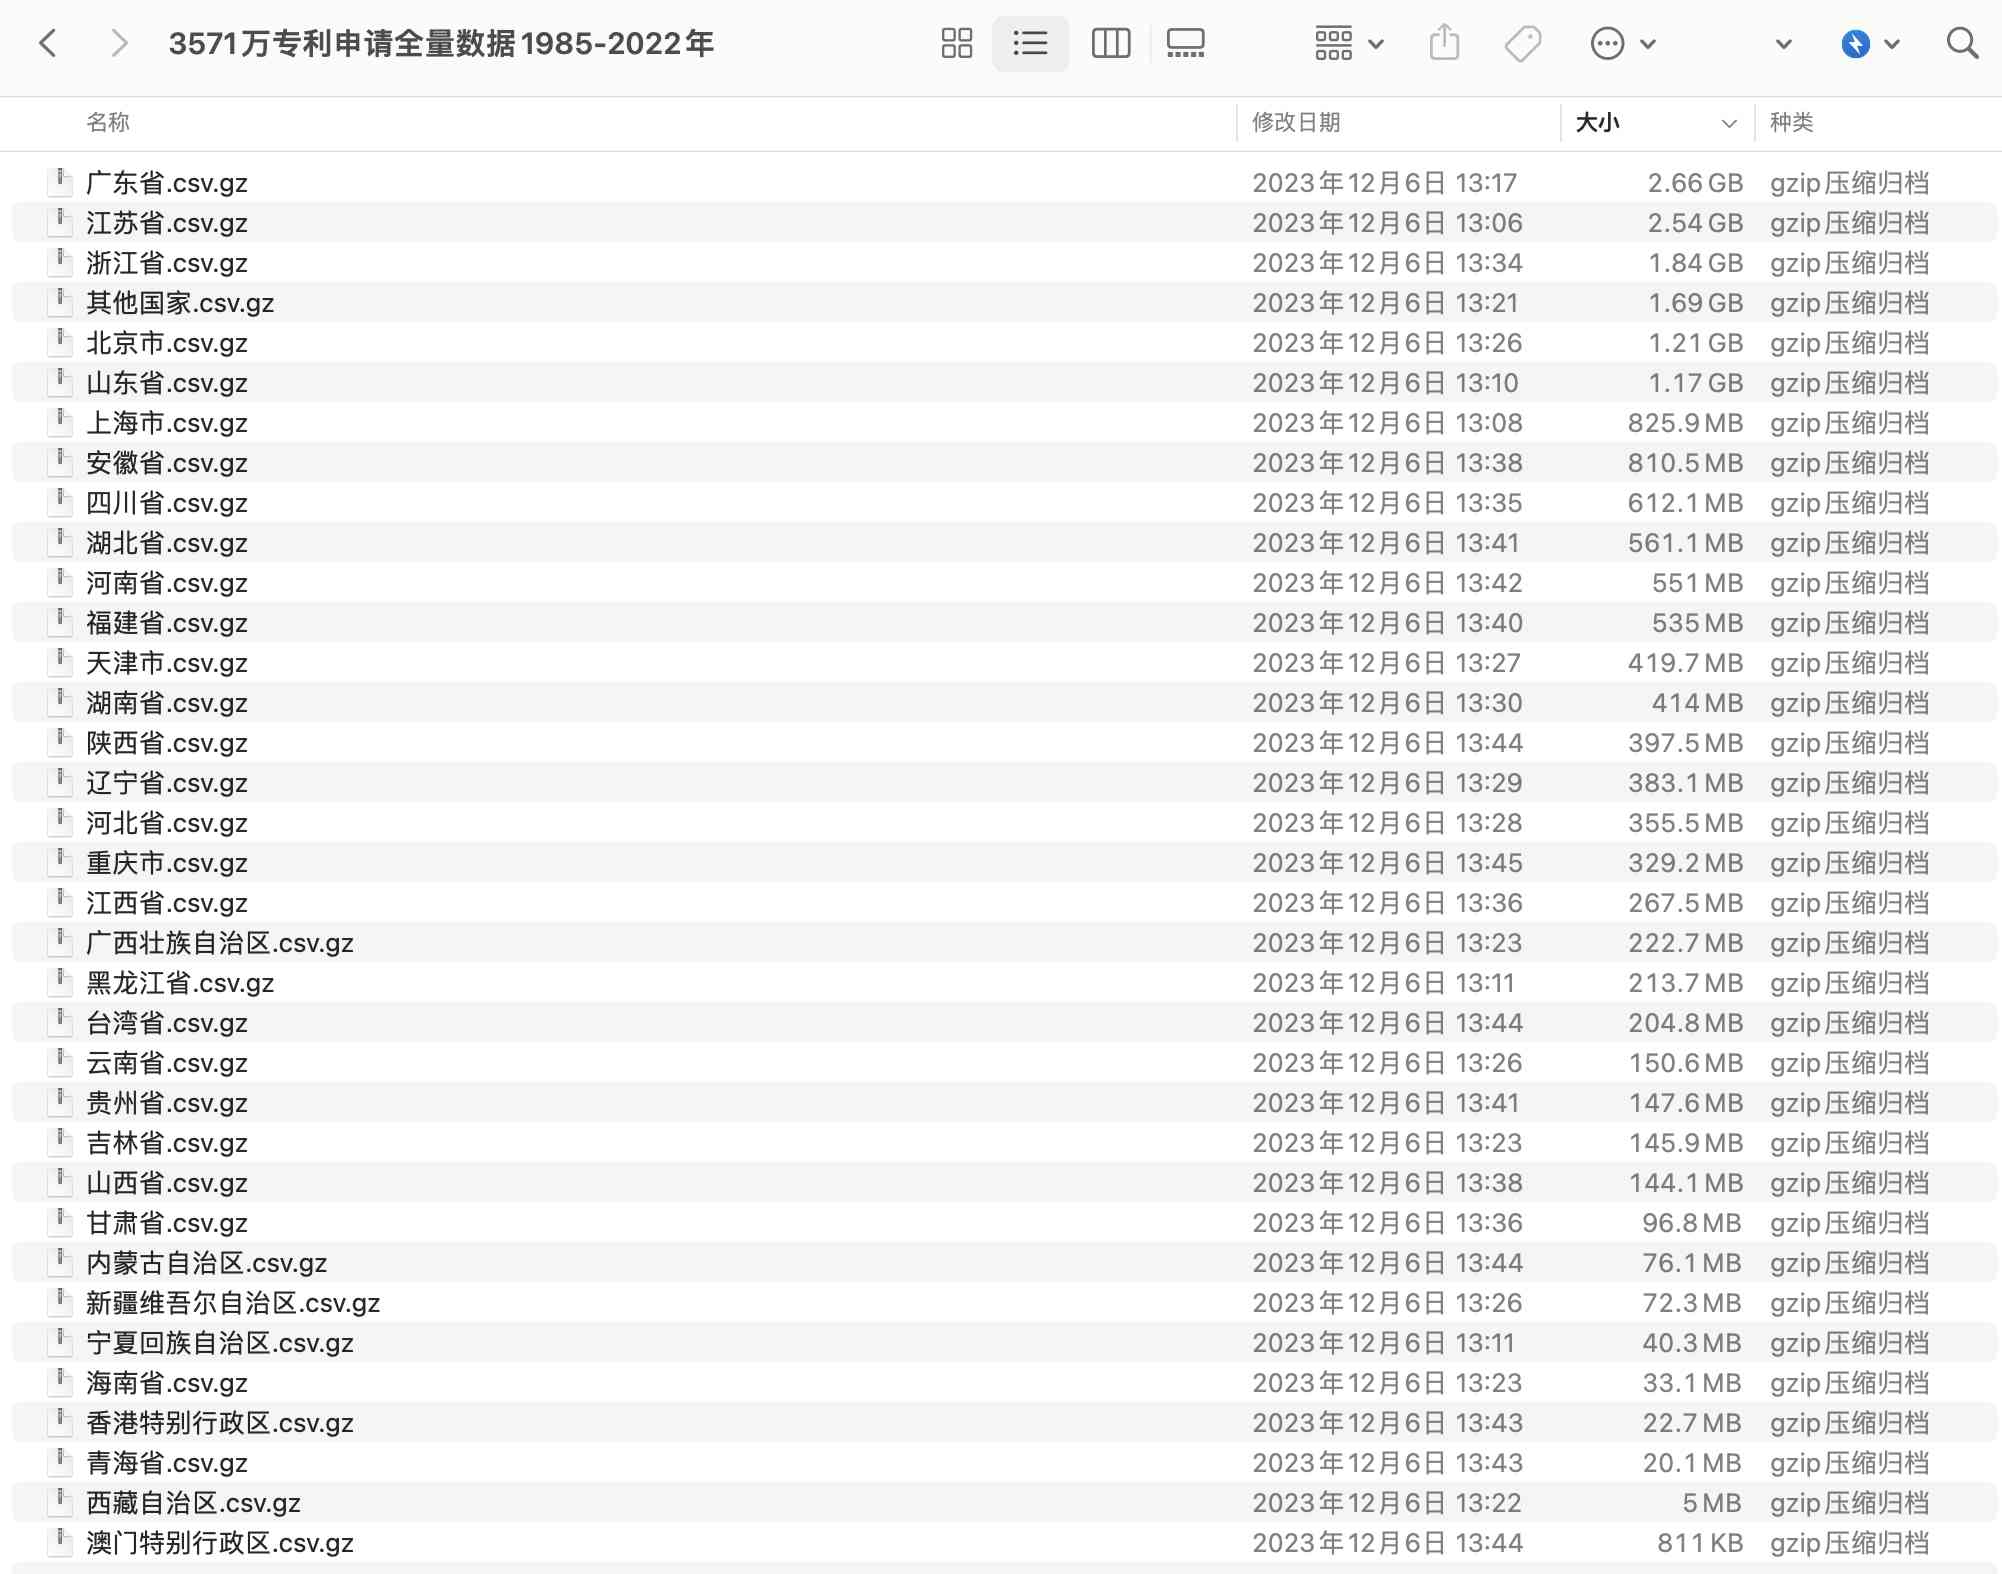 3571万专利申请全量数据1985-2022年
名称 修改日期 大小 种类
广东省.csv.gz 2023年12月6日 13:17 2.66 GB gzip压缩归档
江苏省.csv.gz 2023年12月6日 13:06 2.54 GB gzip压缩归档
浙江省.csv.gz 2023年12月6日 13:34 1.84 GB gzip压缩归档
其他国家.csv.gz 2023年12月6日 13:21 1.69 GB gzip压缩归档
北京市.csv.gz 2023年12月6日 13:26 1.21 GB gzip压缩归档
山东省.csv.gz 2023年12月6日 13:10 1.17 GB gzip压缩归档
上海市.csv.gz 2023年12月6日 13:08 825.9 MB gzip压缩归档
安徽省.csv.gz 2023年12月6日 13:38 810.5 MB gzip压缩归档
四川省.csv.gz 2023年12月6日 13:35 612.1 MB gzip压缩归档
湖北省.csv.gz 2023年12月6日 13:41 561.1 MB gzip压缩归档
河南省.csv.gz 2023年12月6日 13:42 551 MB gzip压缩归档
福建省.csv.gz 2023年12月6日 13:40 535 MB gzip压缩归档
天津市.csv.gz 2023年12月6日 13:27 419.7 MB gzip压缩归档
湖南省.csv.gz 2023年12月6日 13:30 414 MB gzip压缩归档
陕西省.csv.gz 2023年12月6日 13:44 397.5 MB gzip压缩归档
辽宁省.csv.gz 2023年12月6日 13:29 383.1 MB gzip压缩归档
河北省.csv.gz 2023年12月6日 13:28 355.5 MB gzip压缩归档
重庆市.csv.gz 2023年12月6日 13:45 329.2 MB gzip压缩归档
江西省.csv.gz 2023年12月6日 13:36 267.5 MB gzip压缩归档
广西壮族自治区.csv.gz 2023年12月6日 13:23 222.7 MB gzip压缩归档
黑龙江省.csv.gz 2023年12月6日 13:11 213.7 MB gzip压缩归档
台湾省.csv.gz 2023年12月6日 13:44 204.8 MB gzip压缩归档
云南省.csv.gz 2023年12月6日 13:26 150.6 MB gzip压缩归档
贵州省.csv.gz 2023年12月6日 13:41 147.6 MB gzip压缩归档
吉林省.csv.gz 2023年12月6日 13:23 145.9 MB gzip压缩归档
山西省.csv.gz 2023年12月6日 13:38 144.1 MB gzip压缩归档
甘肃省.csv.gz 2023年12月6日 13:36 96.8 MB gzip压缩归档
内蒙古自治区.csv.gz 2023年12月6日 13:44 76.1 MB gzip压缩归档
新疆维吾尔自治区.csv.gz 2023年12月6日 13:26 72.3 MB gzip压缩归档
宁夏回族自治区.csv.gz 2023年12月6日 13:11 40.3 MB gzip压缩归档
海南省.csv.gz 2023年12月6日 13:23 33.1 MB gzip压缩归档
香港特别行政区.csv.gz 2023年12月6日 13:43 22.7 MB gzip压缩归档
青海省.csv.gz 2023年12月6日 13:43 20.1 MB gzip压缩归档
西藏自治区.csv.gz 2023年12月6日 13:22 5 MB gzip压缩归档
澳门特别行政区.csv.gz 2023年12月6日 13:44 811 KB gzip压缩归档